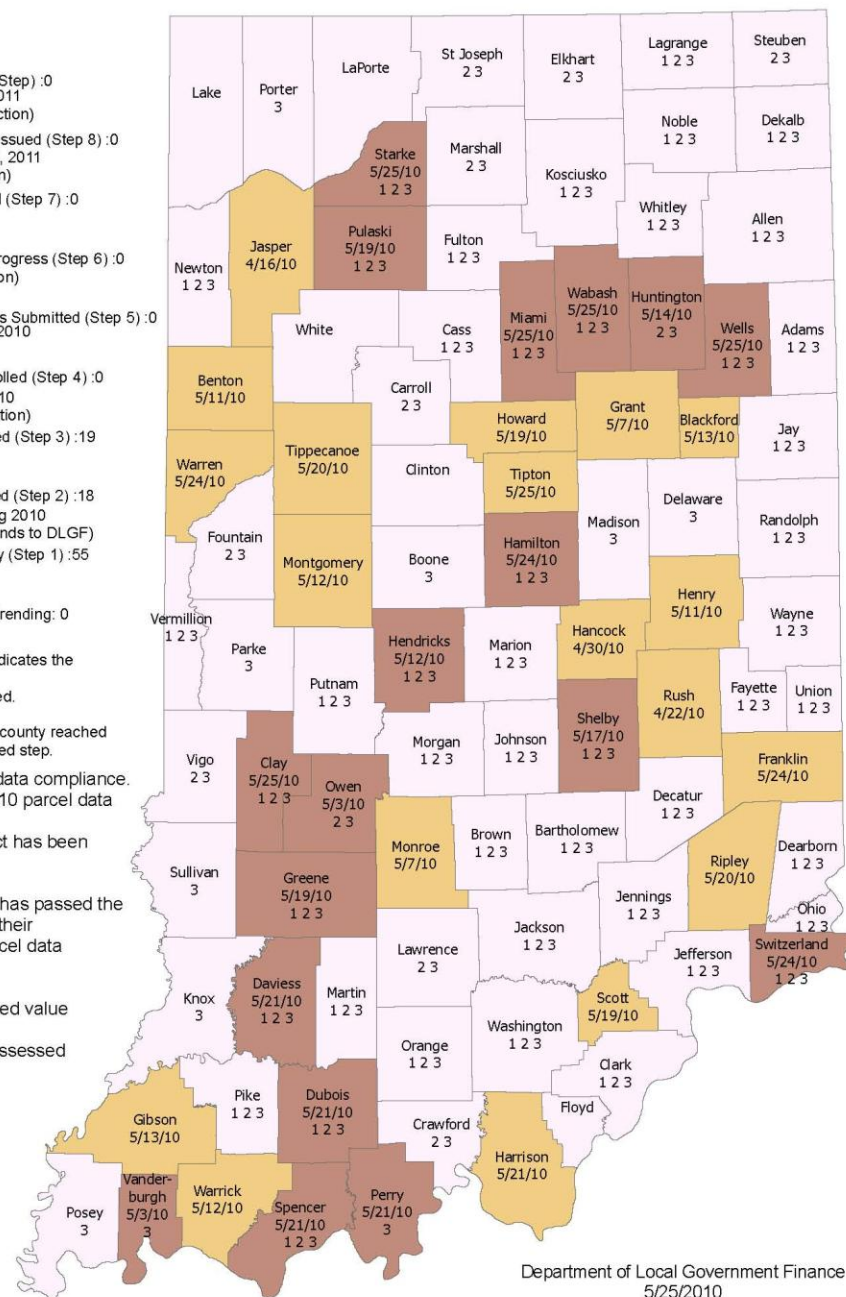 Step) :0
011
ction)
ssued (Step 8) :0
, 2011
n)
l (Step 7) :0
rogress (Step 6) :0
on)
s Submitted (Step 5) :0
2010
olled (Step 4) :0
10
ction)
ed (Step 3) :19
ed (Step 2) :18
g 2010
ends to DLGF)
y (Step 1) :55
rending: 0
dicates the
ed.
county reached
ed step.
data compliance.
10 parcel data
ct has been
has passed the
their
cel data
ed value
ssessed
Lake
Porter
3
LaPorte
St Joseph
2 3
Elkhart
2 3
Lagrange
1 2 3
Steuben
2 3
Noble
1 2 3
Dekalb
1 2 3
Starke
5/25/10
1 2 3
Marshall
2 3
Kosciusko
1 2 3
Whitley
1 2 3
Allen
1 2 3
Newton
1 2 3
Jasper
4/16/10
Pulaski
5/19/10
1 2 3
Fulton
1 2 3
White
Cass
1 2 3
Miami
5/25/10
1 2 3
Wabash
5/25/10
1 2 3
Huntington
5/14/10
2 3
Wells
5/25/10
1 2 3
Adams
1 2 3
Benton
5/11/10
Carroll
2 3
Howard
5/19/10
Grant
5/7/10
Blackford
5/13/10
Jay
1 2 3
Warren
5/24/10
Tippecanoe
5/20/10
Clinton
Tipton
5/25/10
Madison
3
Delaware
3
Randolph
1 2 3
Fountain
2 3
Montgomery
5/12/10
Boone
3
Hamilton
5/24/10
1 2 3
Henry
5/11/10
Wayne
1 2 3
Vermillion
1 2 3
Parke
3
Putnam
1 2 3
Hendricks
5/12/10
1 2 3
Marion
1 2 3
Hancock
4/30/10
Rush
4/22/10
Fayette
1 2 3
Union
1 2 3
Vigo
2 3
Clay
5/25/10
1 2 3
Owen
5/3/10
2 3
Morgan
1 2 3
Johnson
1 2 3
Shelby
5/17/10
1 2 3
Decatur
1 2 3
Franklin
5/24/10
Sullivan
3
Greene
5/19/10
1 2 3
Monroe
5/7/10
Brown
1 2 3
Bartholomew
1 2 3
Jennings
1 2 3
Ripley
5/20/10
Dearborn
1 2 3
Ohio
1 2 3
Switzerland
5/24/10
1 2 3
Knox
3
Daviess
5/21/10
1 2 3
Martin
1 2 3
Lawrence
2 3
Jackson
1 2 3
Jefferson
1 2 3
Scott
5/19/10
Orange
1 2 3
Washington
1 2 3
Clark
1 2 3
Gibson
5/13/10
Pike
1 2 3
Dubois
5/21/10
1 2 3
Crawford
2 3
Harrison
5/21/10
Floyd
Posey
3
Vander-
burgh
5/3/10
3
Warrick
5/12/10
Spencer
5/21/10
1 2 3
Perry
5/21/10
3
Department of Local Government Finance
5/25/2010